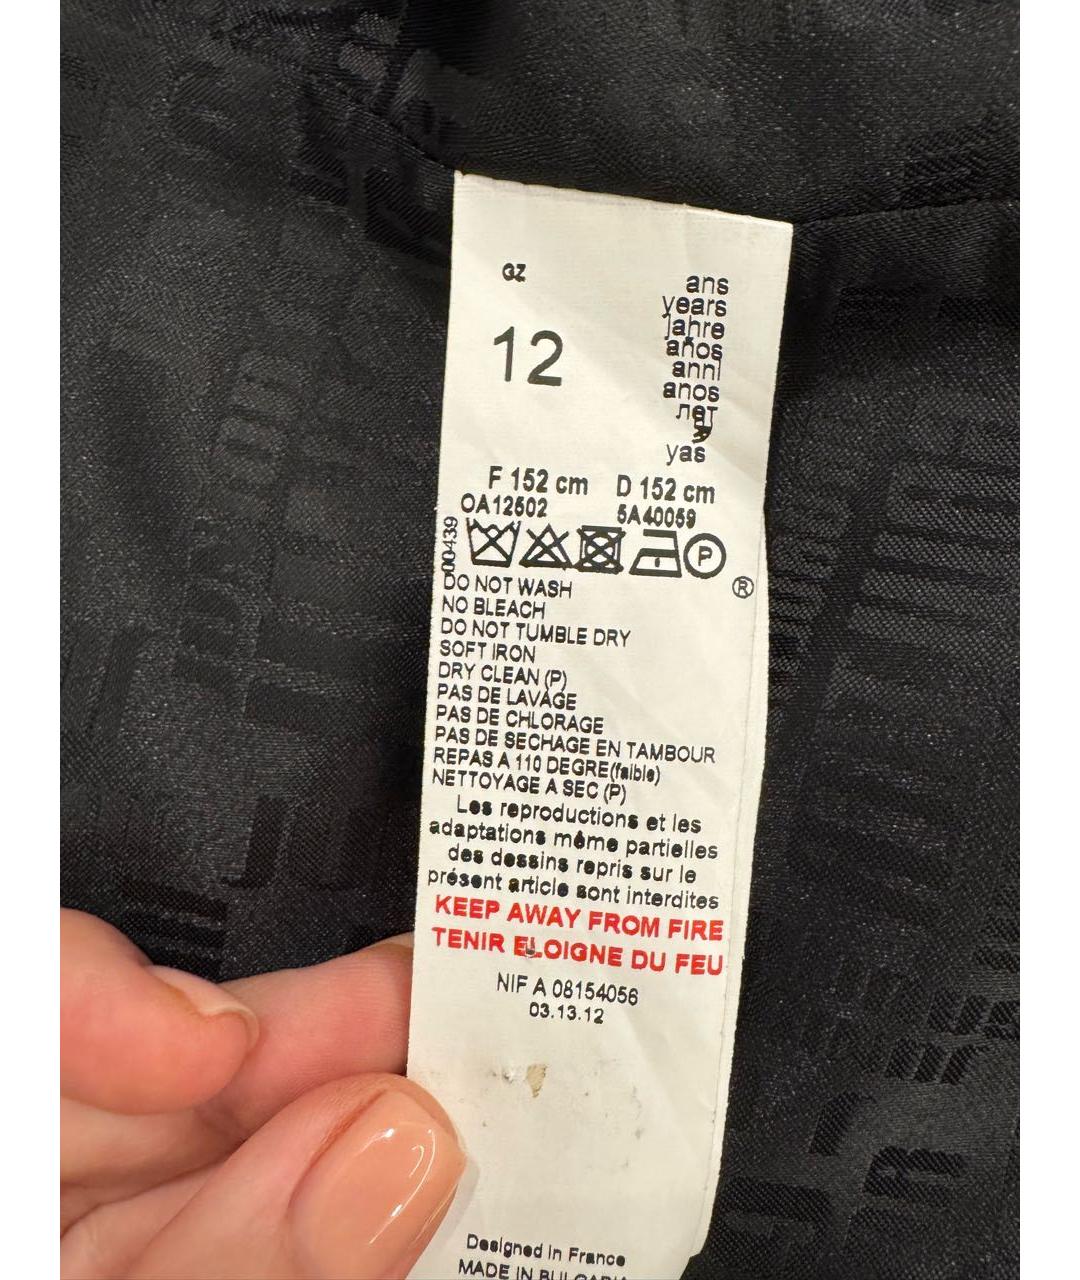 GZ
12
ans
years
Jahre
años
anni
anos
лет
yas
F 152 cm D 152 cm
OA12602 5A40059
00439
P
®
DO NOT WASH
NO BLEACH
DO NOT TUMBLE DRY
SOFT IRON
DRY CLEAN (P)
PAS DE LAVAGE
PAS DE CHLORAGE
PAS DE SECHAGE EN TAMBOUR
REPAS A 110 DEGRE(faible)
NETTOYAGE A SEC (P)
Les reproductions et les
adaptations même partielles
des dessins repris sur le
présent article sont interdites
KEEP AWAY FROM FIRE
TENIR ELOIGNE DU FEU
NIF A 08154056
03.13.12
Designed in France
MADE IN